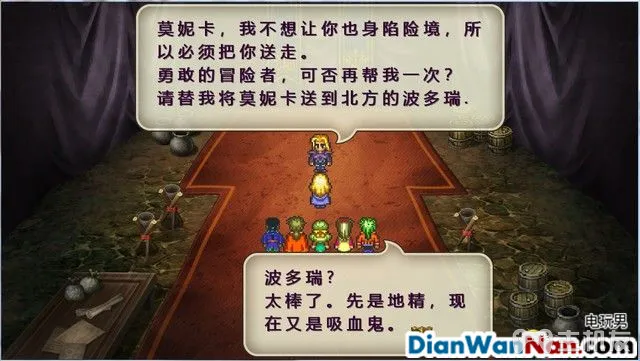 莫妮卡，我不想让你也身陷险境，所
以必须把你送走。
勇敢的冒险者，可否再帮我一次？
请替我将莫妮卡送到北方的波多瑞.
波多瑞？
太棒了。先是地精，现
在又是吸血鬼。
电玩男
DianWanNan.com